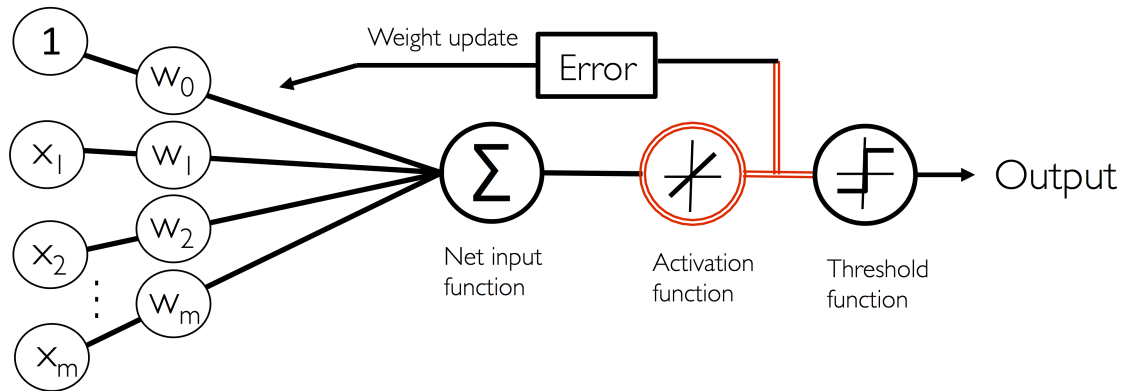 1
Weight update
Error
w0
x1
w1
Σ
Output
x2
w2
⋮
wm
xm
Net input
function
Activation
function
Threshold
function